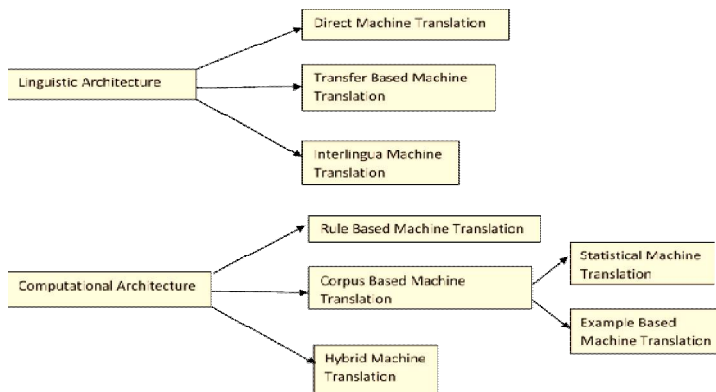 Direct Machine Translation
Linguistic Architecture
Transfer Based Machine
Translation
Interlingua Machine
Translation
Rule Based Machine Translation
Computational Architecture
Corpus Based Machine
Translation
Statistical Machine
Translation
Example Based
Machine Translation
Hybrid Machine
Translation